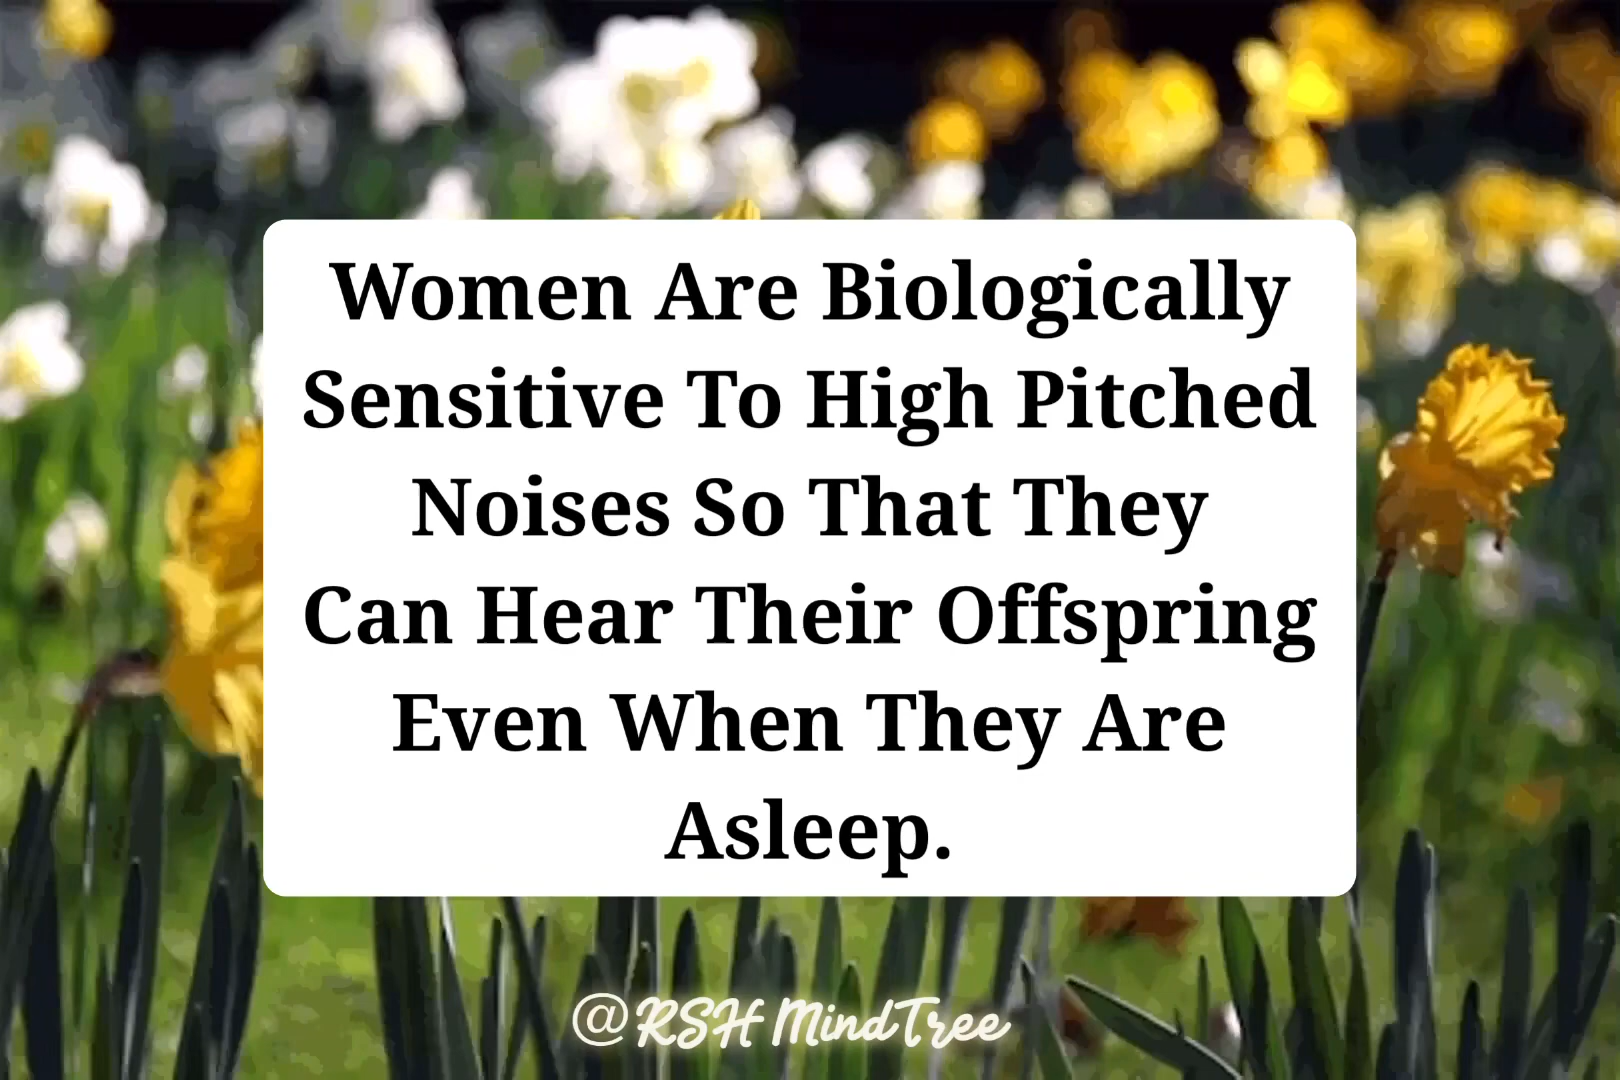 Women Are Biologically
Sensitive To High Pitched
Noises So That They
Can Hear Their Offspring
Even When They Are
Asleep.
@RSH MindTree